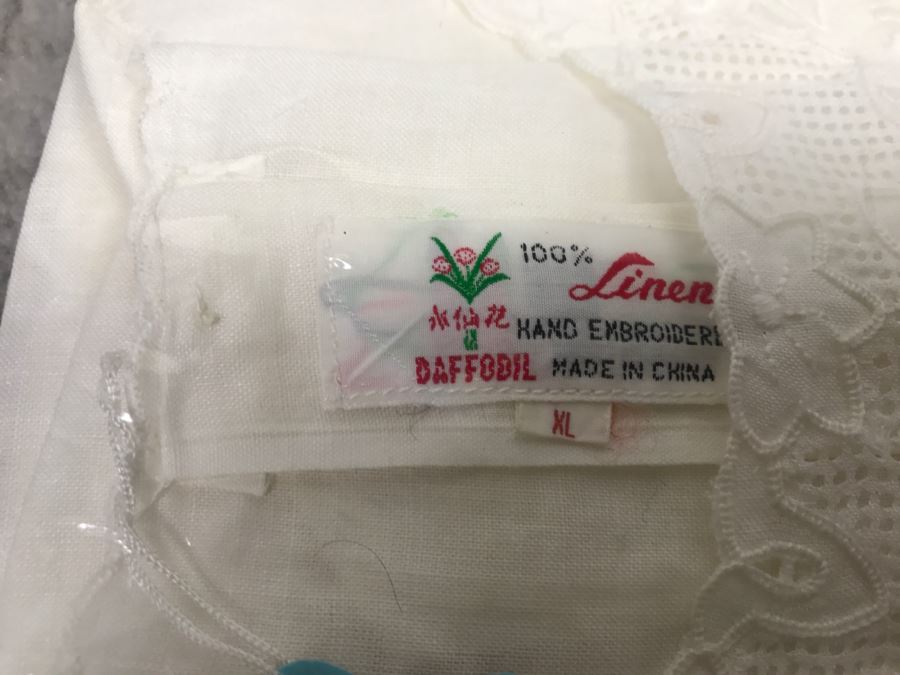 100%
Linen
水仙花
HAND EMBROIDERE
DAFFODIL
MADE IN CHINA
XL